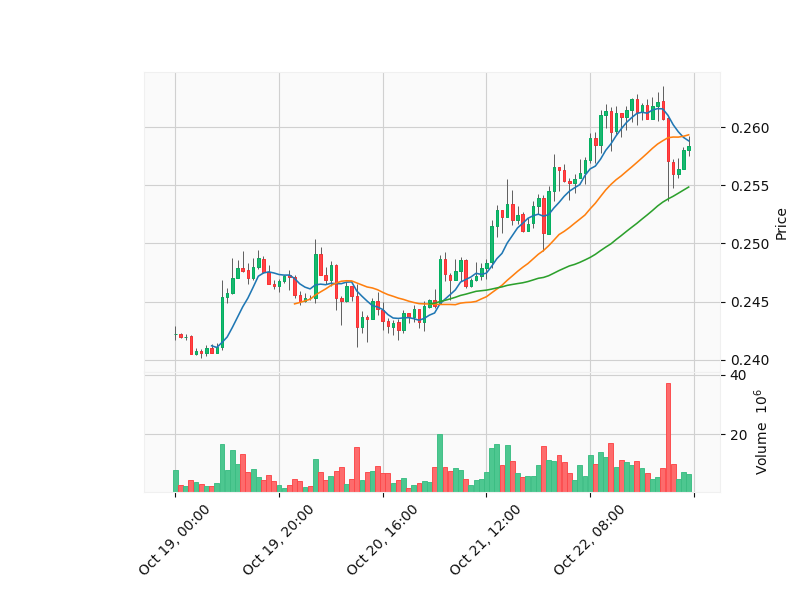 0.260
0.255
0.250
0.245
0.240
Price
40
20
Volume 10^6
Oct 19, 00:00
Oct 19, 20:00
Oct 20, 16:00
Oct 21, 12:00
Oct 22, 08:00